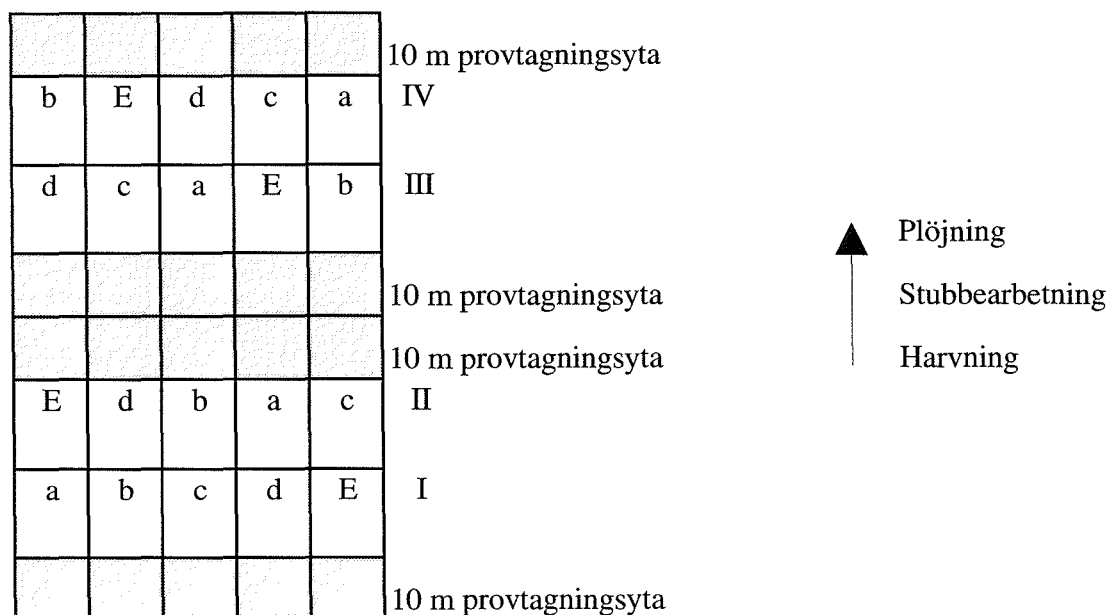 10 m provtagningsyta
b E d c a IV
d c a E b III
Plöjning
10 m provtagningsyta
Stubbearbetning
10 m provtagningsyta
Harvning
E d b a c II
a b c d E I
10 m provtagningsyta